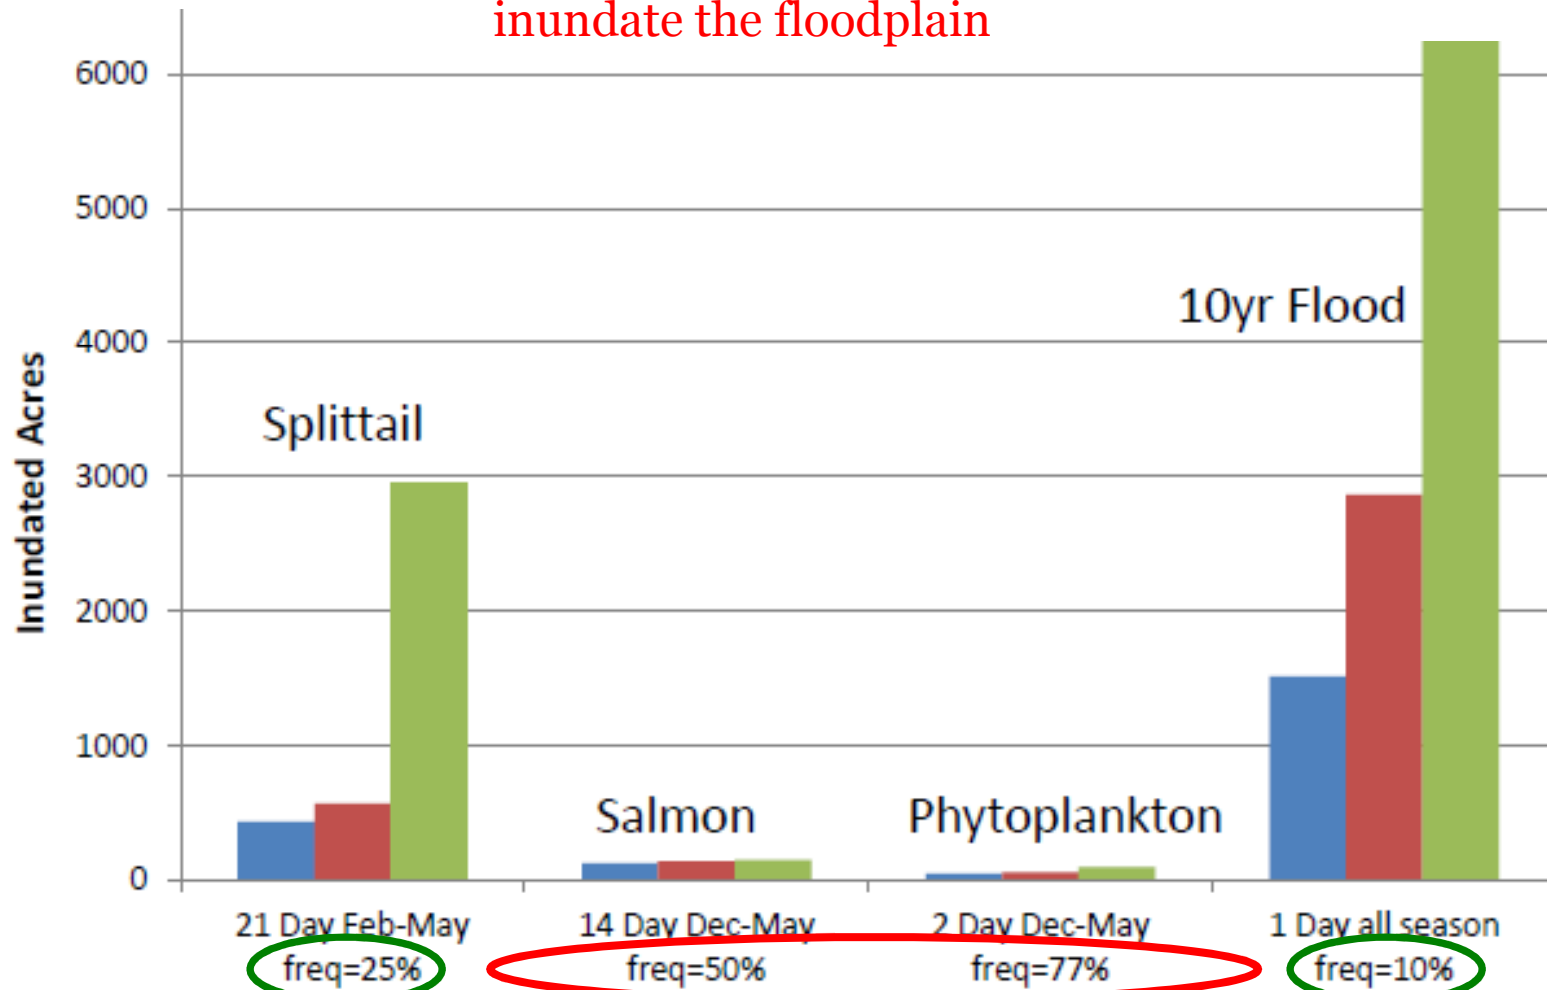 inundate the floodplain
6000
5000
4000
3000
2000
1000
0
Inundated Acres
10yr Flood
Splittail
Salmon
Phytoplankton
21 Day Feb-May
freq=25%
14 Day Dec-May
freq=50%
2 Day Dec-May
freq=77%
1 Day all season
freq=10%